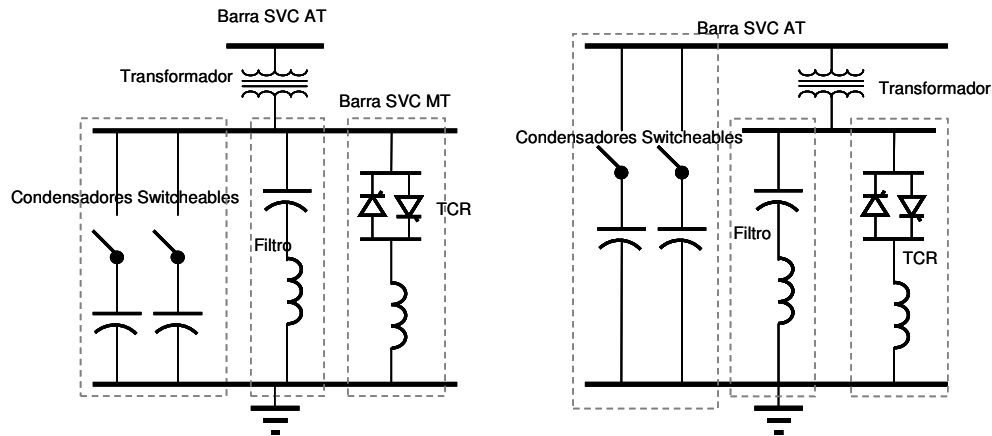 Barra SVC AT
Transformador
Barra SVC MT
Condensadores Switcheables
TCR
Filtro
Barra SVC AT
Transformador
Condensadores Switcheables
Filtro
TCR